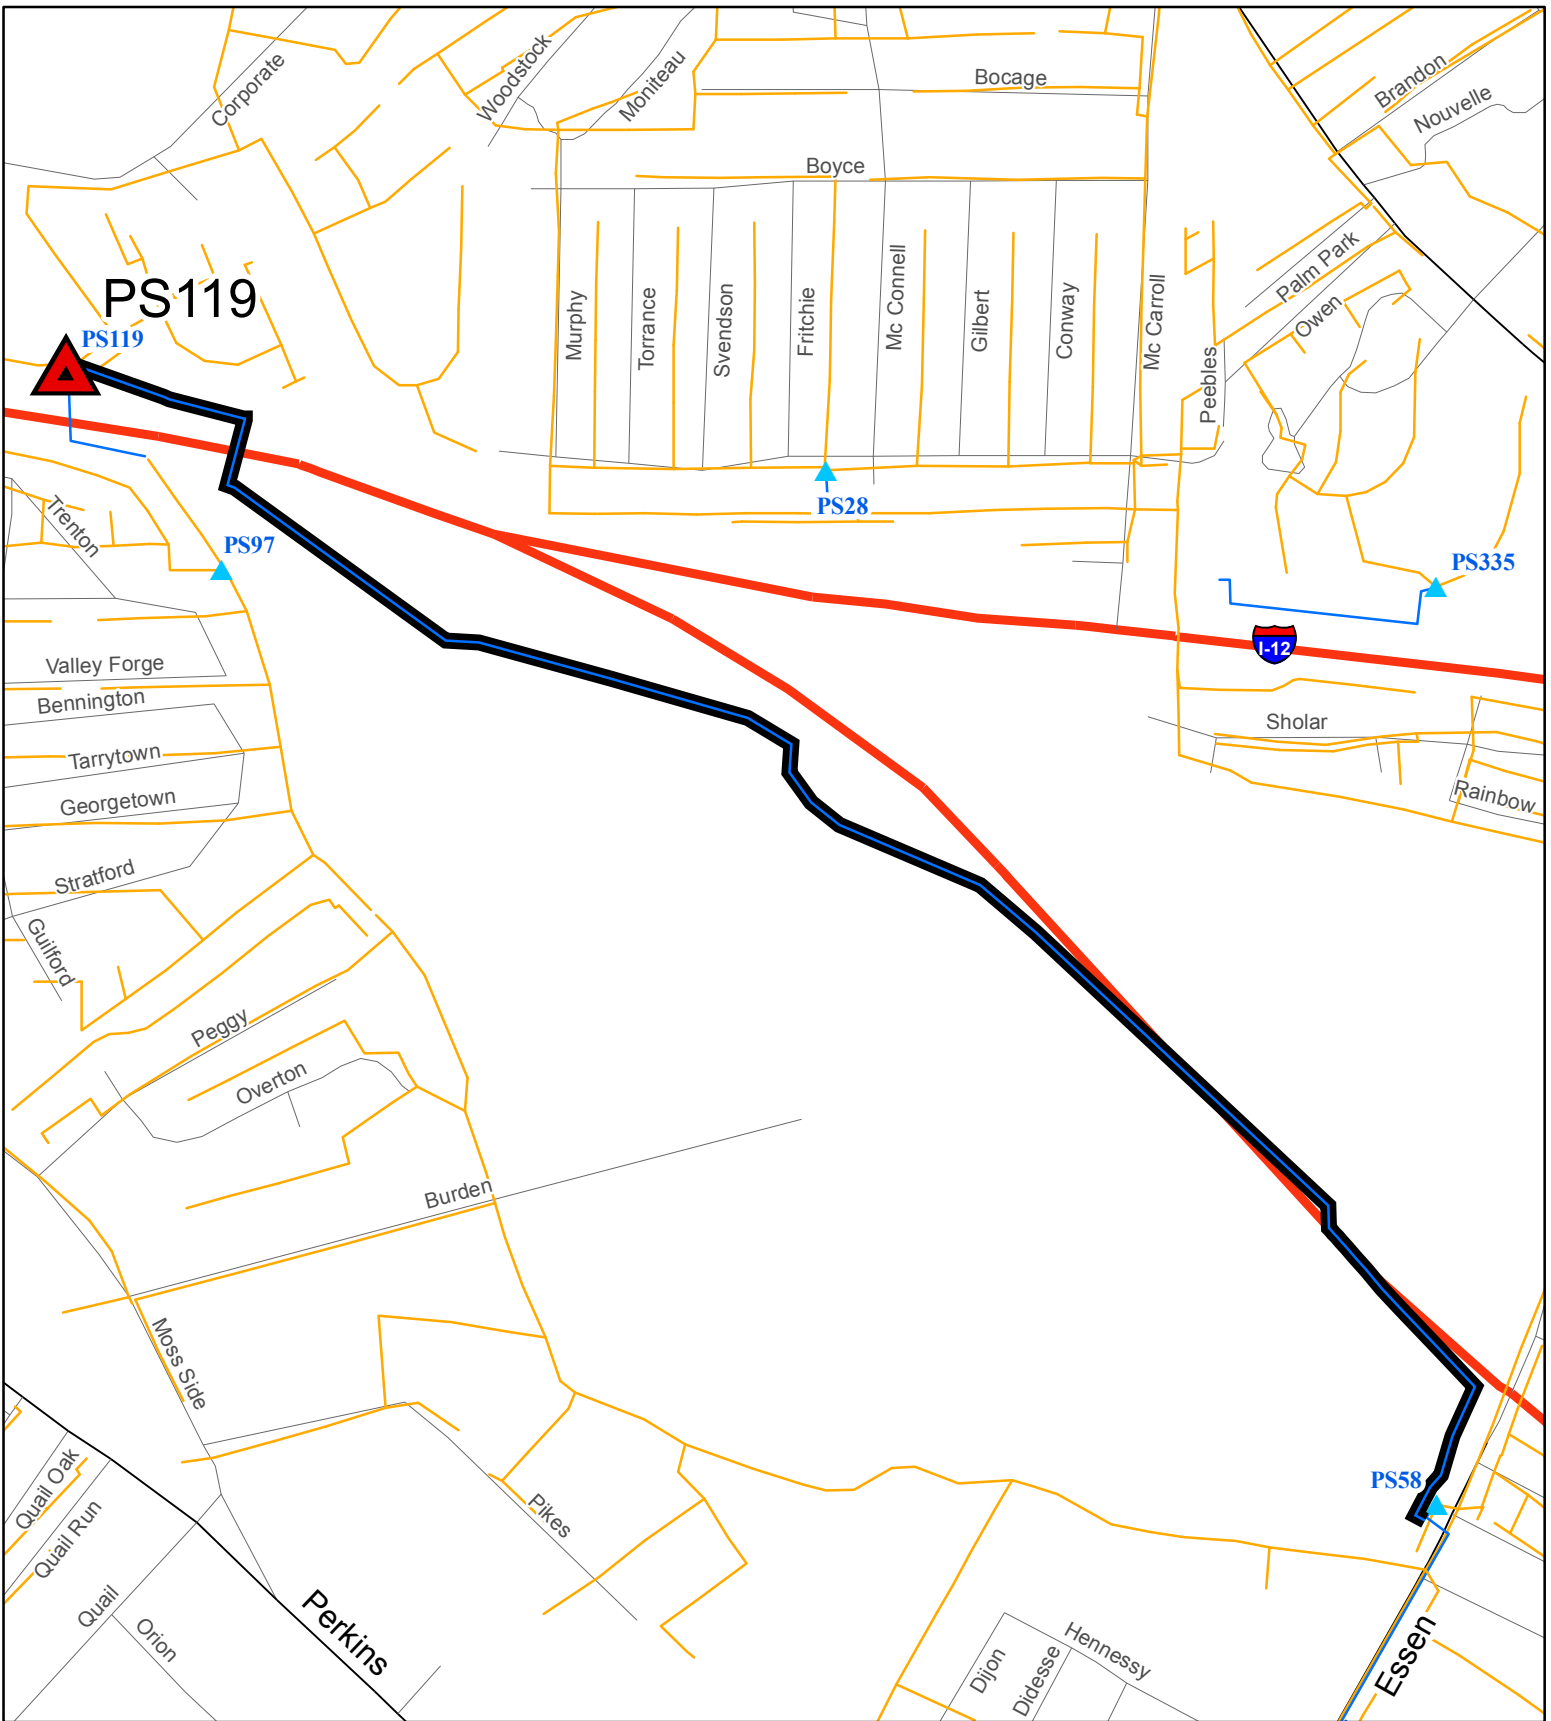 Corporate
Woodstock
Moniteau
Bocage
Brandon
Nouvelle
Boyce
PS119
PS119
Murphy
Torrance
Svendson
Fritchie
Mc Connell
Gilbert
Conway
Mc Carroll
Peebles
Palm Park
Owen
PS28
Trenton
PS97
PS335
I-12
Valley Forge
Bennington
Tarrytown
Georgetown
Stratford
Guilford
Sholar
Rainbow
Peggy
Overton
Burden
Moss Side
Quail Oak
Quail Run
Quail
Orion
Perkins
Pikes
PS58
Dijon
Didesse
Hennessy
Essen